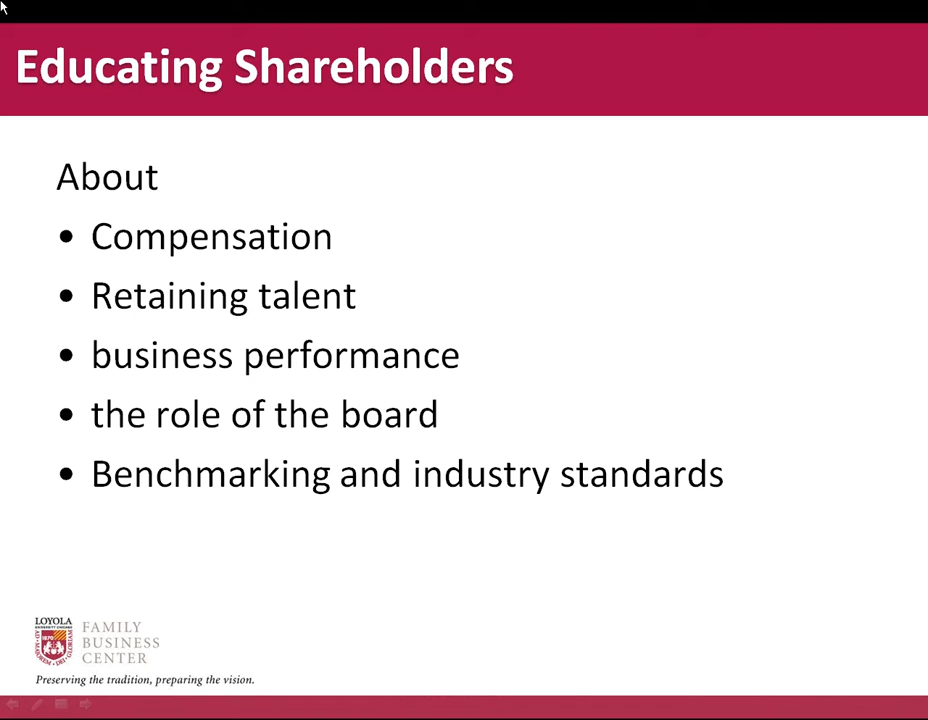 Educating Shareholders
About
• Compensation
• Retaining talent
• business performance
• the role of the board
• Benchmarking and industry standards
LOYOLA
FAMILY
BUSINESS
CENTER
Preserving the tradition, preparing the vision.